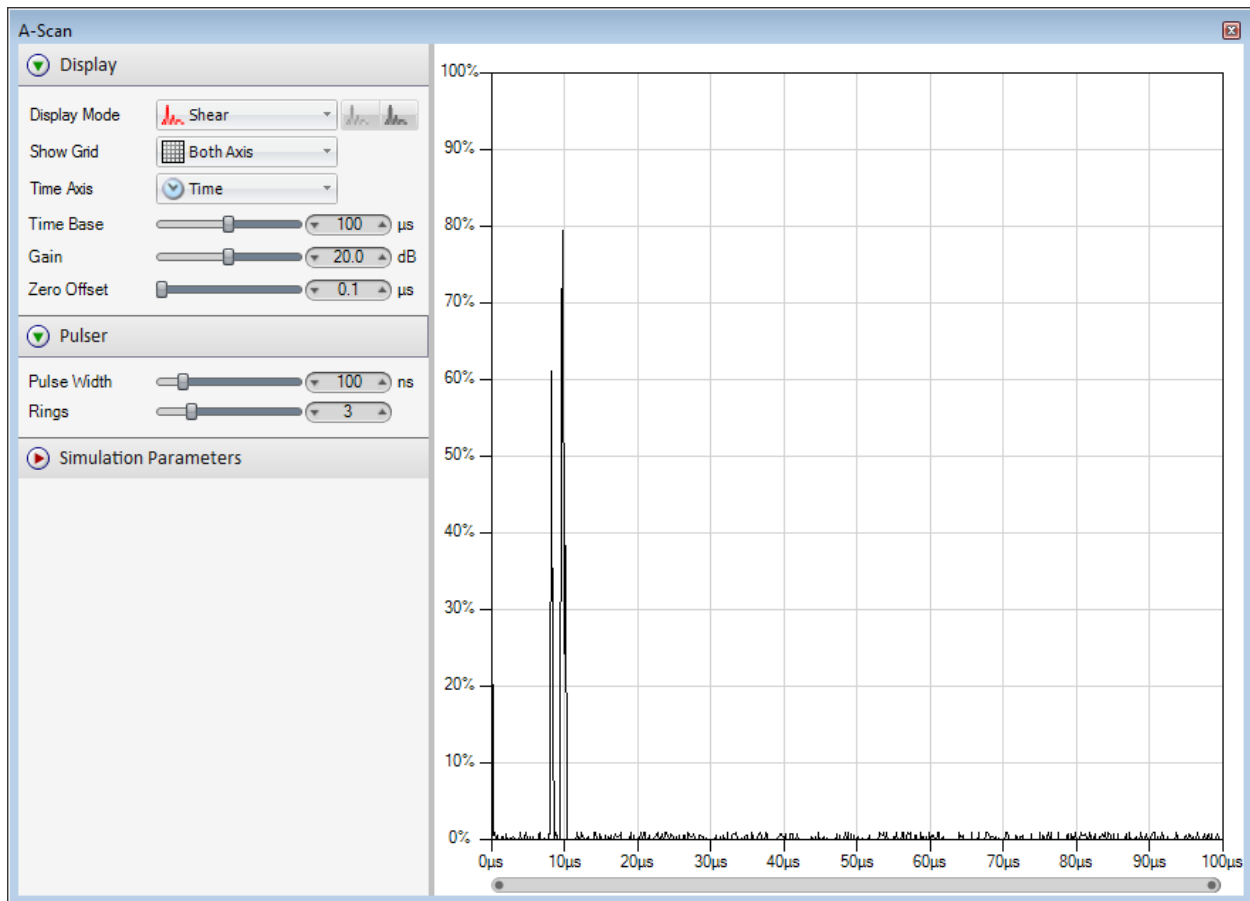 A-Scan
Display
Display Mode Shear
Show Grid Both Axis
Time Axis Time
Time Base 100 µs
Gain 20.0 dB
Zero Offset 0.1 µs
Pulser
Pulse Width 100 ns
Rings 3
Simulation Parameters
100%
90%
80%
70%
60%
50%
40%
30%
20%
10%
0%
0µs 10µs 20µs 30µs 40µs 50µs 60µs 70µs 80µs 90µs 100µs